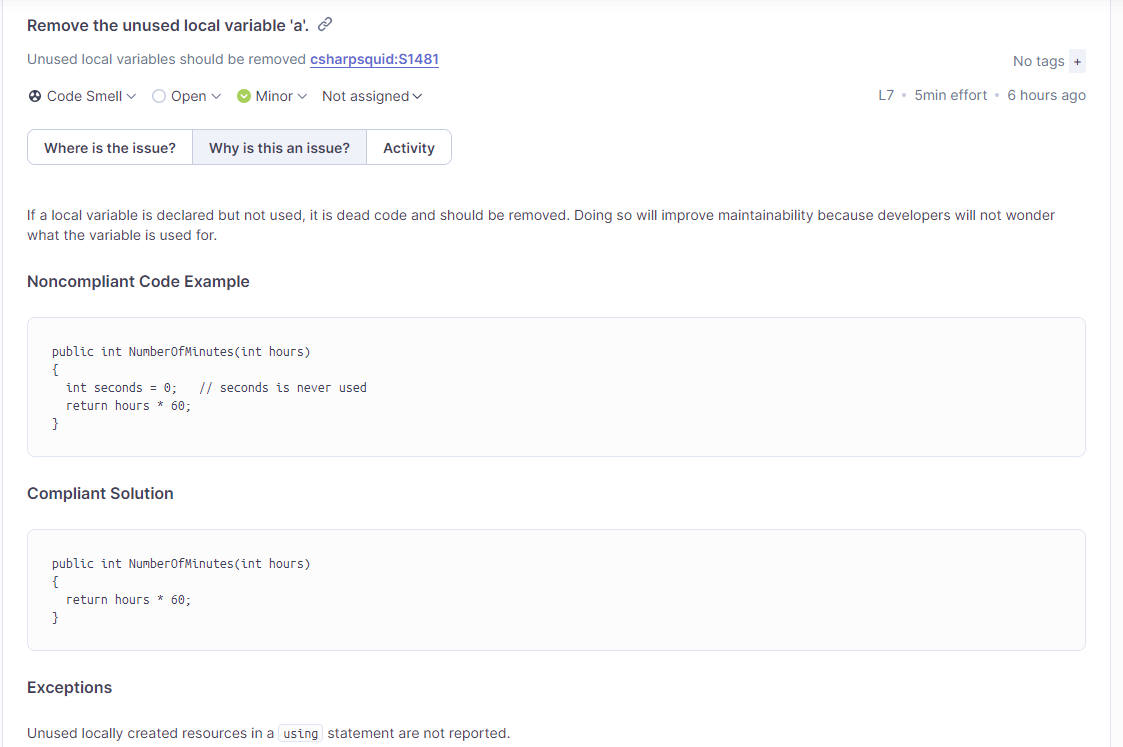 Remove the unused local variable 'a'.
Unused local variables should be removed csharpsquid:S1481
No tags +
Code Smell Open Minor Not assigned
L7 • 5min effort • 6 hours ago
Where is the issue? Why is this an issue? Activity
If a local variable is declared but not used, it is dead code and should be removed. Doing so will improve maintainability because developers will not wonder
what the variable is used for.
Noncompliant Code Example
public int NumberOfMinutes(int hours)
{
  int seconds = 0;   // seconds is never used
  return hours * 60;
}
Compliant Solution
public int NumberOfMinutes(int hours)
{
  return hours * 60;
}
Exceptions
Unused locally created resources in a using statement are not reported.